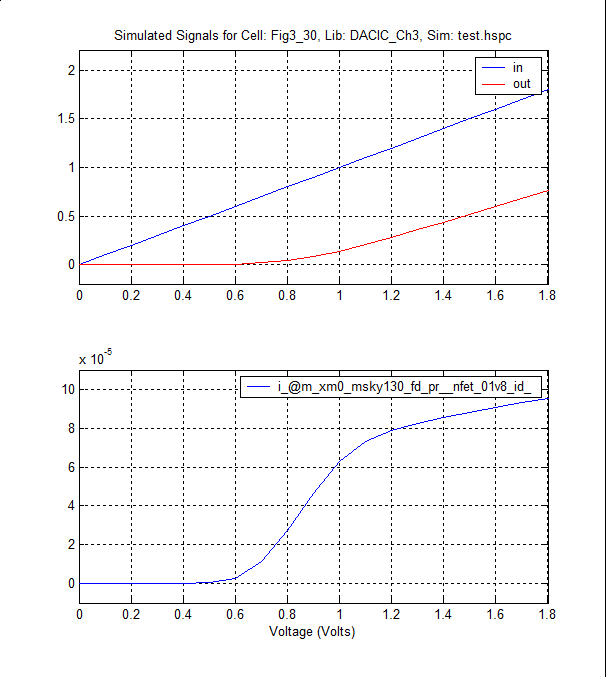 Simulated Signals for Cell: Fig3_30, Lib: DACIC_Ch3, Sim: test.hspc
in
out
2
1.5
1
0.5
0
0 0.2 0.4 0.6 0.8 1 1.2 1.4 1.6 1.8
x 10^-5
i_@m_xm0_msky130_fd_pr__nfet_01v8_id_
10
8
6
4
2
0
0 0.2 0.4 0.6 0.8 1 1.2 1.4 1.6 1.8
Voltage (Volts)